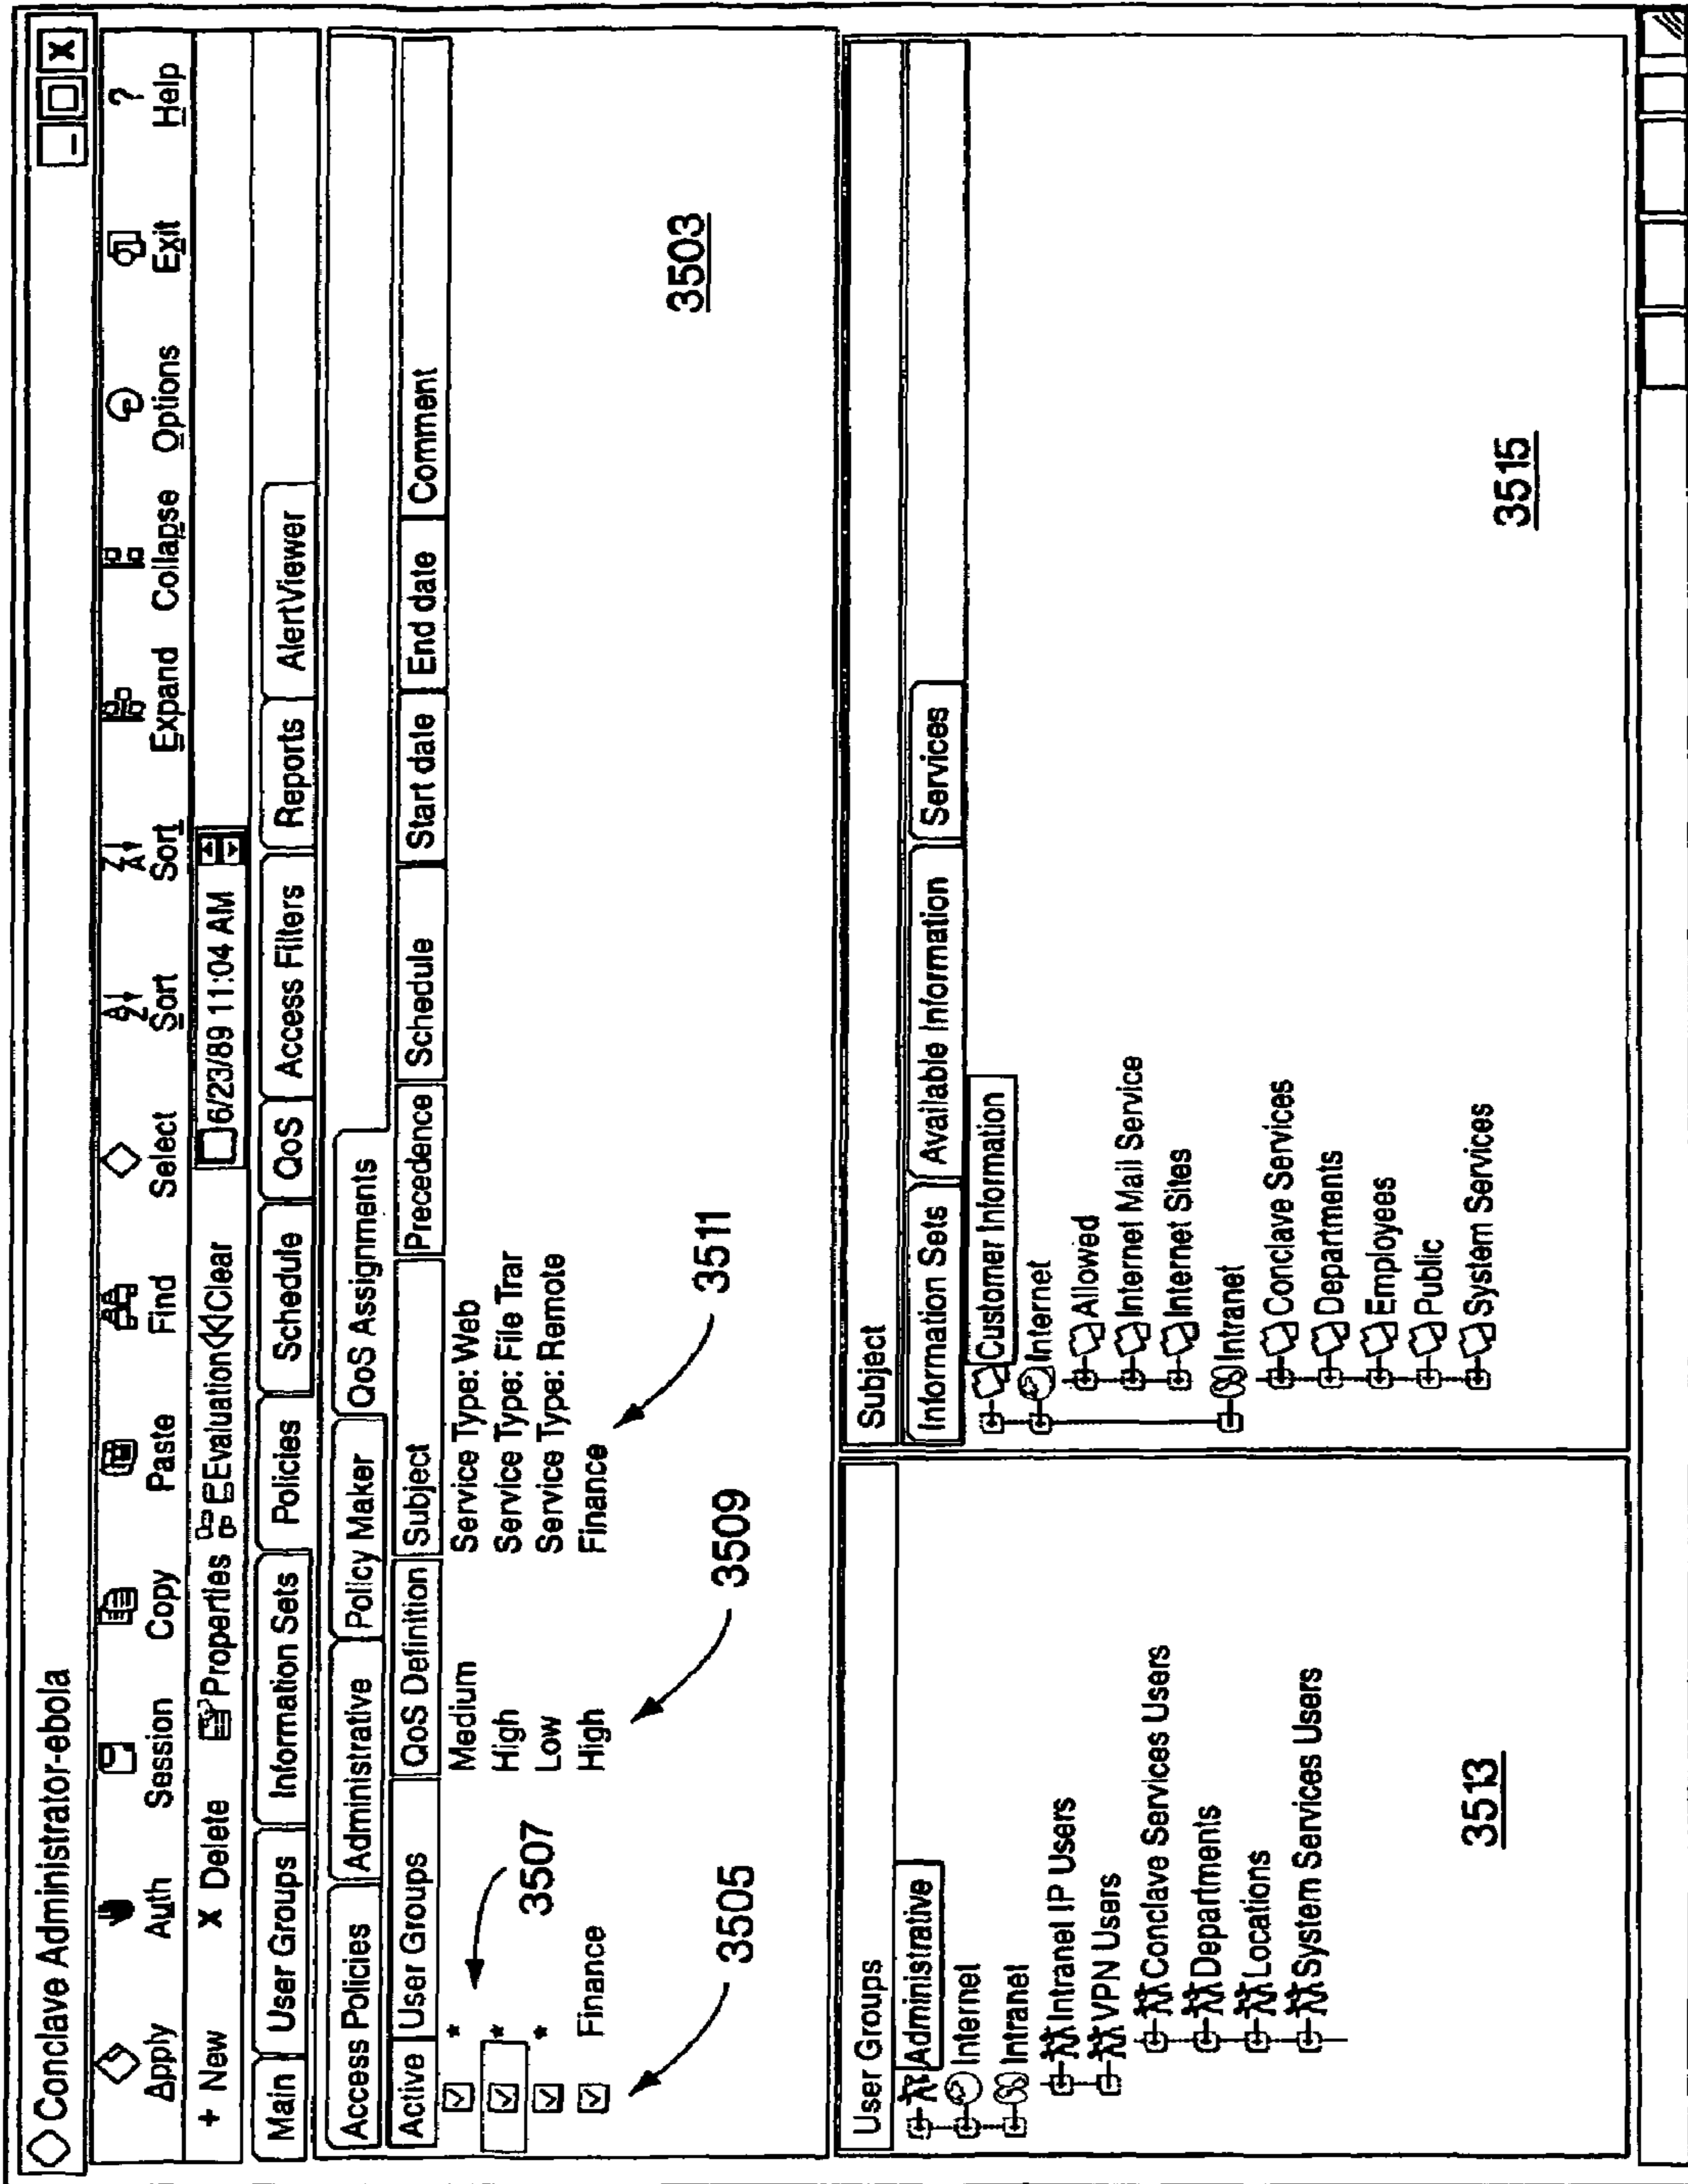 Conclave Administrator-ebola
Apply Auth Session Copy Paste Find Select Sort Sort Expand Collapse Options Exit Help
+ New X Delete Properties EEvaluation Clear 6/23/89 11:04 AM
Main User Groups Information Sets Policies Schedule QoS Access Filters Reports AlertViewer
Access Policies Administrative Policy Maker QoS Assignments
Active User Groups QoS Definition Subject Precedence Schedule Start date End date Comment
* Medium Service Type: Web
* High Service Type: File Trar
* Low Service Type: Remote
Finance High Finance
3507
3505
3509
3511
3503
User Groups
Administrative
Internet
Intranet
Intranel IP Users
VPN Users
Conclave Services Users
Departments
Locations
System Services Users
3513
Subject
Information Sets Available Information Services
Customer Information
Internet
Allowed
Internet Mail Service
Internet Sites
Intranet
Conclave Services
Departments
Employees
Public
System Services
3515